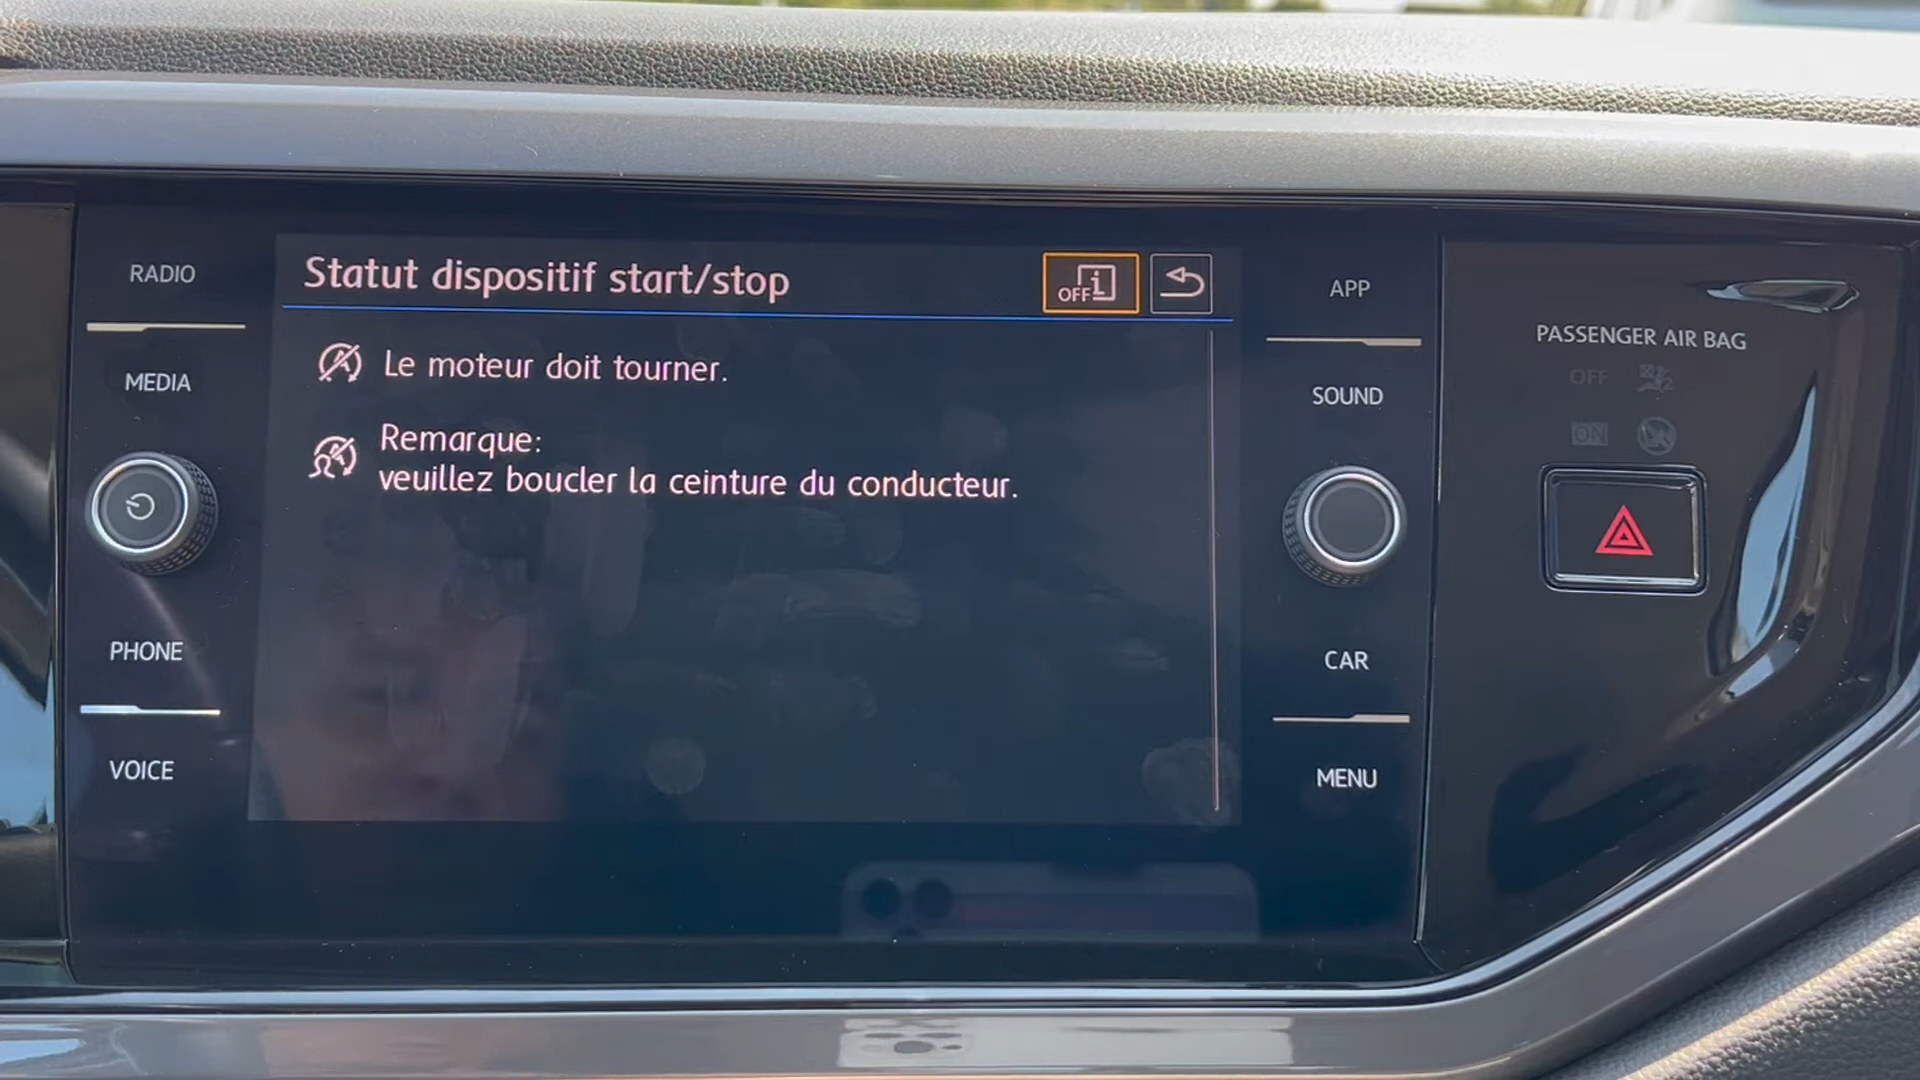 RADIO
MEDIA
PHONE
VOICE
Statut dispositif start/stop
OFF i
Le moteur doit tourner.
Remarque:
veuillez boucler la ceinture du conducteur.
APP
SOUND
CAR
MENU
PASSENGER AIR BAG
OFF
ON